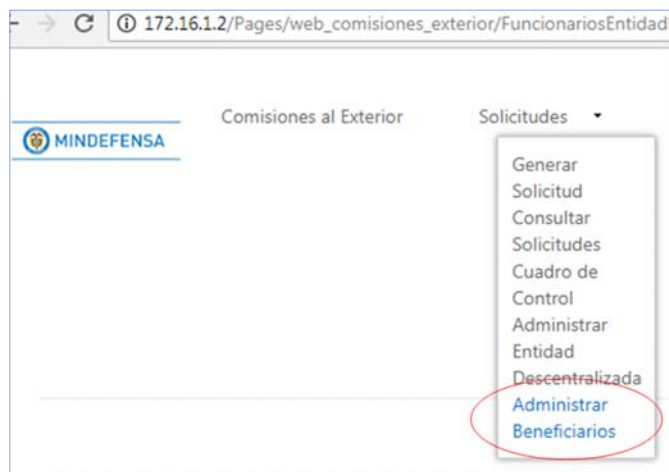 172.16.1.2/Pages/web_comisiones_exterior/FuncionariosEntidad
Comisiones al Exterior
Solicitudes
MINDEFENSA
Generar
Solicitud
Consultar
Solicitudes
Cuadro de
Control
Administrar
Entidad
Descentralizada
Administrar
Beneficiarios